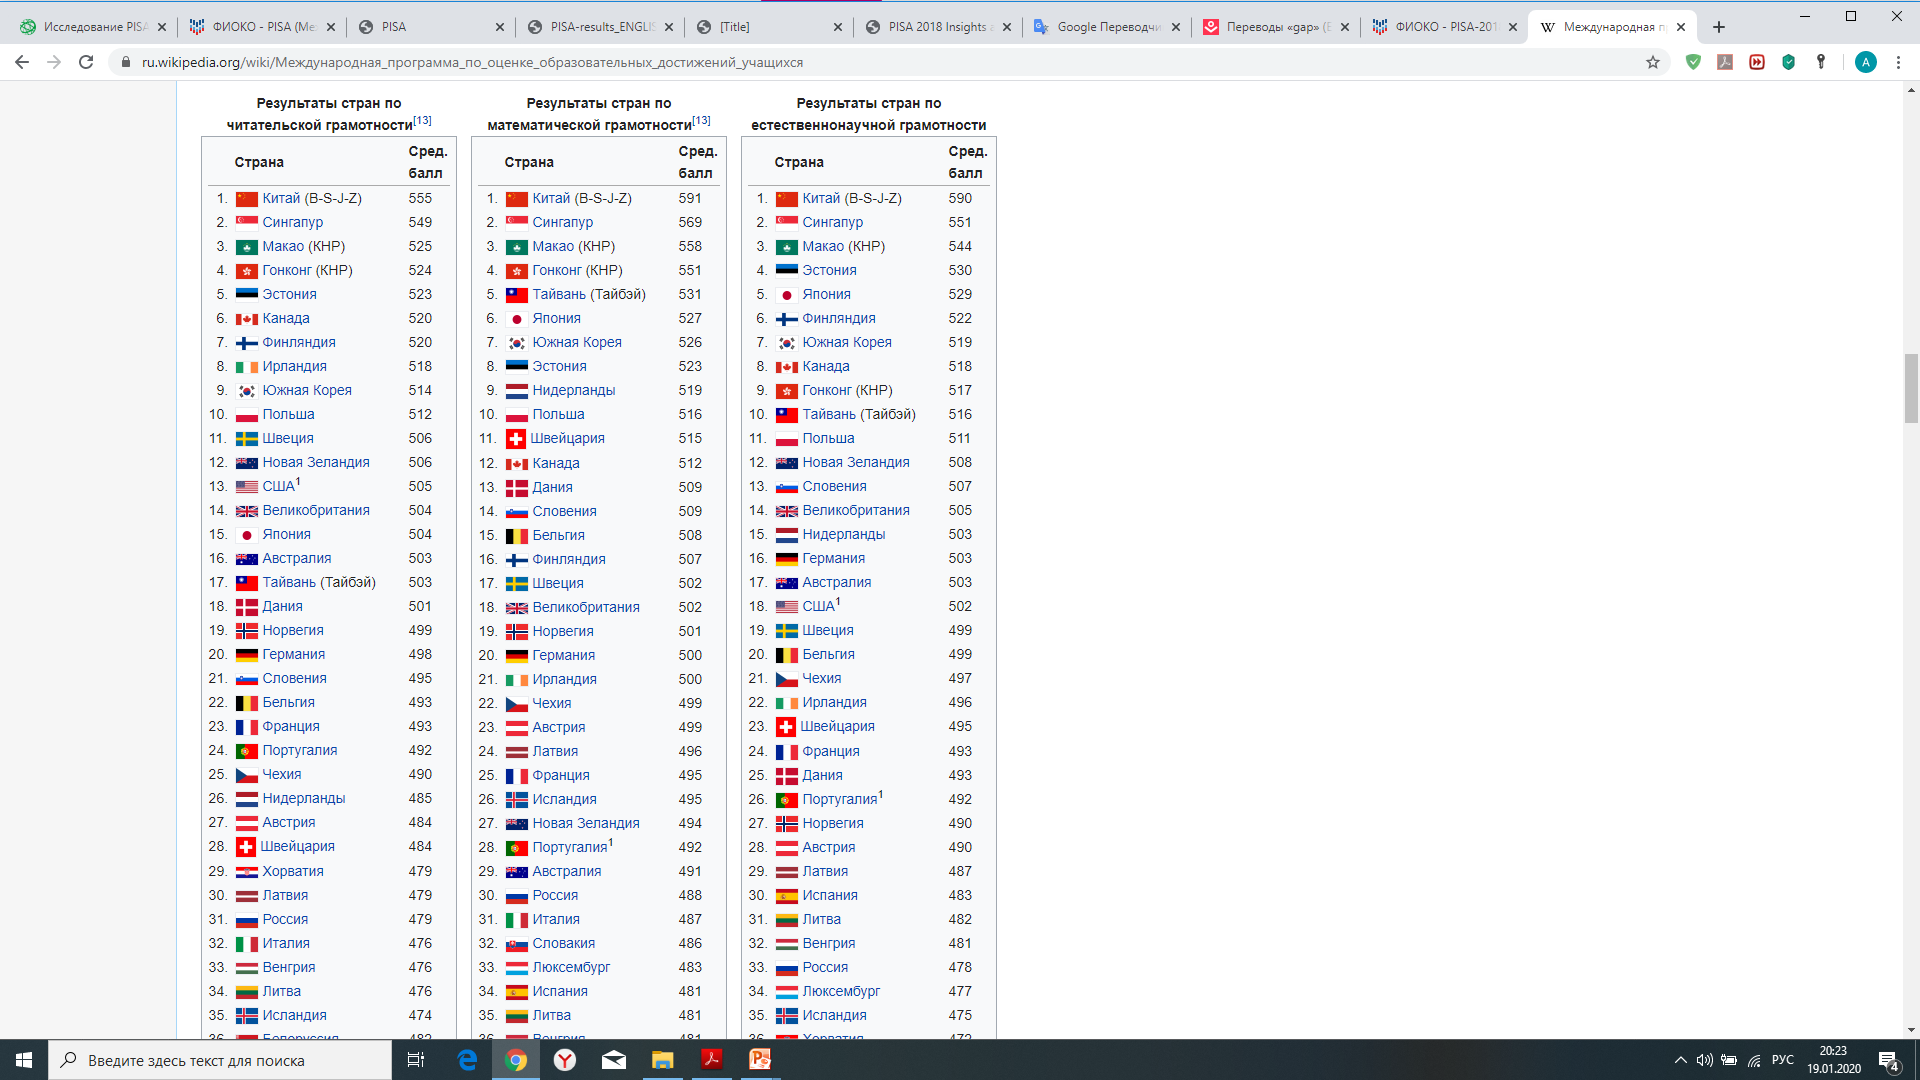 Исследование PISA
ФИОКО - PISA (Ме
PISA
PISA-results_ENGLIS
[Title]
PISA 2018 Insights a
Google Переводчи
Переводы «gap» (E
ФИОКО - PISA-201
Международная п
ru.wikipedia.org/wiki/Международная_программа_по_оценке_образовательных_достижений_учащихся
A
Результаты стран по
читательской грамотности[13]
Страна Сред.
балл
1. Китай (B-S-J-Z) 555
2. Сингапур 549
3. Макао (КНР) 525
4. Гонконг (КНР) 524
5. Эстония 523
6. Канада 520
7. Финляндия 520
8. Ирландия 518
9. Южная Корея 514
10. Польша 512
11. Швеция 506
12. Новая Зеландия 506
13. США1 505
14. Великобритания 504
15. Япония 504
16. Австралия 503
17. Тайвань (Тайбэй) 503
18. Дания 501
19. Норвегия 499
20. Германия 498
21. Словения 495
22. Бельгия 493
23. Франция 493
24. Португалия 492
25. Чехия 490
26. Нидерланды 485
27. Австрия 484
28. Швейцария 484
29. Хорватия 479
30. Латвия 479
31. Россия 479
32. Италия 476
33. Венгрия 476
34. Литва 476
35. Исландия 474
Результаты стран по
математической грамотности[13]
Страна Сред.
балл
1. Китай (B-S-J-Z) 591
2. Сингапур 569
3. Макао (КНР) 558
4. Гонконг (КНР) 551
5. Тайвань (Тайбэй) 531
6. Япония 527
7. Южная Корея 526
8. Эстония 523
9. Нидерланды 519
10. Польша 516
11. Швейцария 515
12. Канада 512
13. Дания 509
14. Словения 509
15. Бельгия 508
16. Финляндия 507
17. Швеция 502
18. Великобритания 502
19. Норвегия 501
20. Германия 500
21. Ирландия 500
22. Чехия 499
23. Австрия 499
24. Латвия 496
25. Франция 495
26. Исландия 495
27. Новая Зеландия 494
28. Португалия1 492
29. Австралия 491
30. Россия 488
31. Италия 487
32. Словакия 486
33. Люксембург 483
34. Испания 481
35. Литва 481
Результаты стран по
естественнонаучной грамотности
Страна Сред.
балл
1. Китай (B-S-J-Z) 590
2. Сингапур 551
3. Макао (КНР) 544
4. Эстония 530
5. Япония 529
6. Финляндия 522
7. Южная Корея 519
8. Канада 518
9. Гонконг (КНР) 517
10. Тайвань (Тайбэй) 516
11. Польша 511
12. Новая Зеландия 508
13. Словения 507
14. Великобритания 505
15. Нидерланды 503
16. Германия 503
17. Австралия 503
18. США1 502
19. Швеция 499
20. Бельгия 499
21. Чехия 497
22. Ирландия 496
23. Швейцария 495
24. Франция 493
25. Дания 493
26. Португалия1 492
27. Норвегия 490
28. Австрия 490
29. Латвия 487
30. Испания 483
31. Литва 482
32. Венгрия 481
33. Россия 478
34. Люксембург 477
35. Исландия 475
Введите здесь текст для поиска
РУС
20:23
19.01.2020
4